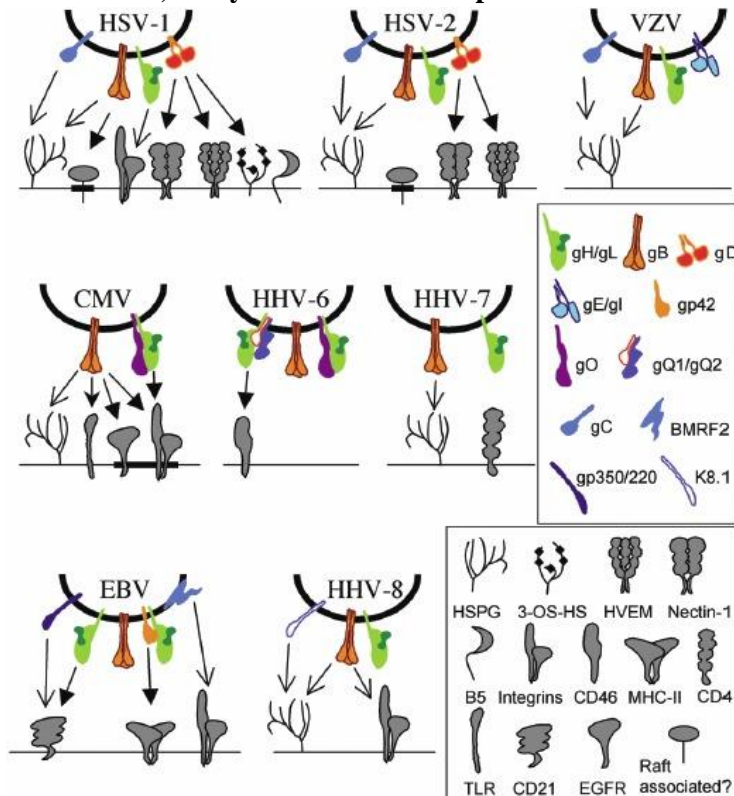 HSV-1 HSV-2 VZV
gH/gL gB gD
gE/gI gp42
CMV HHV-6 HHV-7
gO gQ1/gQ2
gC BMRF2
gp350/220 K8.1
EBV HHV-8
HSPG 3-OS-HS HVEM Nectin-1
B5 Integrins CD46 MHC-II CD4
Raft
TLR CD21 EGFR associated?